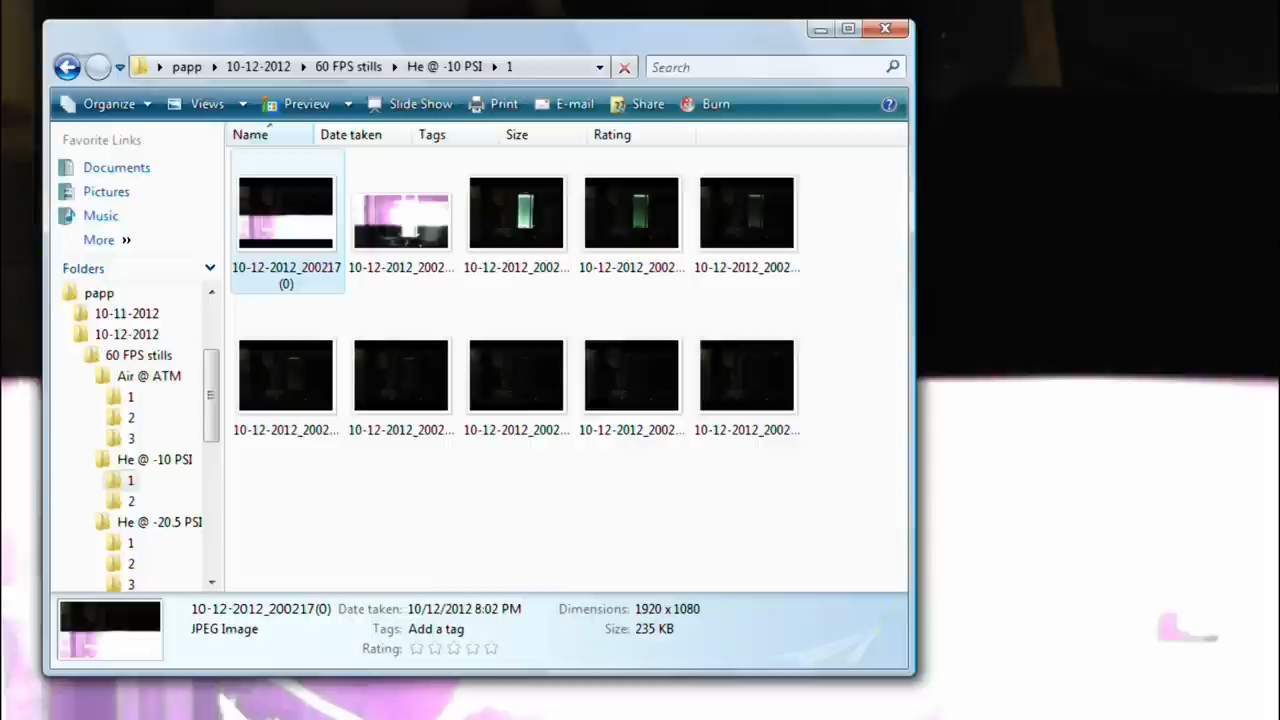 papp 10-12-2012 60 FPS stills He @ -10 PSI 1 Search
Organize Views Preview Slide Show Print E-mail Share Burn
Favorite Links
Documents
Pictures
Music
More
Folders
papp
10-11-2012
10-12-2012
60 FPS stills
Air @ ATM
1
2
3
He @ -10 PSI
1
2
He @ -20.5 PSI
1
2
3
Name Date taken Tags Size Rating
10-12-2012_200217
(0)
10-12-2012_2002...
10-12-2012_2002...
10-12-2012_2002...
10-12-2012_2002...
10-12-2012_2002...
10-12-2012_2002...
10-12-2012_2002...
10-12-2012_2002...
10-12-2012_2002...
10-12-2012_200217(0) Date taken: 10/12/2012 8:02 PM Dimensions: 1920 x 1080
JPEG Image Tags: Add a tag Size: 235 KB
Rating: